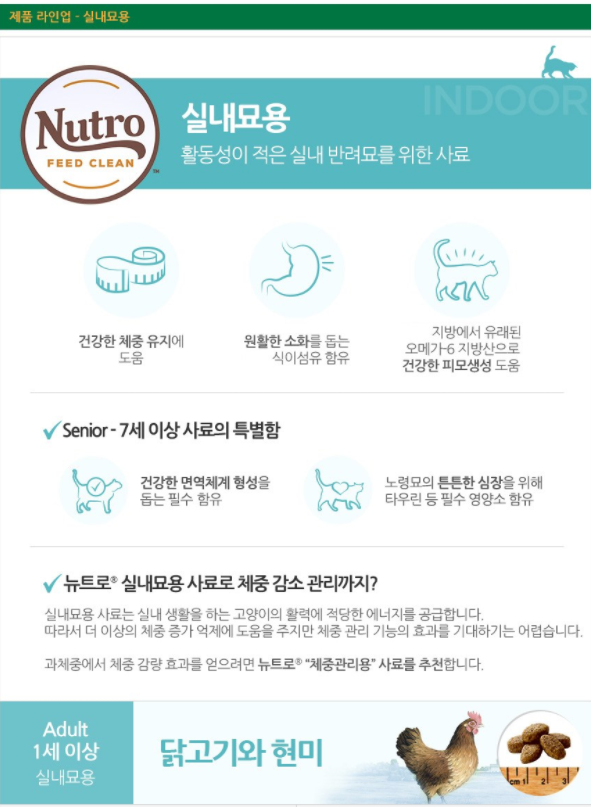 제품 라인업 - 실내묘용
INDOOR
Nutro
FEED CLEAN
TM
실내묘용
활동성이 적은 실내 반려묘를 위한 사료
건강한 체중 유지에
도움
원활한 소화를 돕는
식이섬유 함유
지방에서 유래된
오메가-6 지방산으로
건강한 피모생성 도움
Senior - 7세 이상 사료의 특별함
건강한 면역체계 형성을
돕는 필수 함유
노령묘의 튼튼한 심장을 위해
타우린 등 필수 영양소 함유
뉴트로® 실내묘용 사료로 체중 감소 관리까지?
실내묘용 사료는 실내 생활을 하는 고양이의 활력에 적당한 에너지를 공급합니다.
따라서 더 이상의 체중 증가 억제에 도움을 주지만 체중 관리 기능의 효과를 기대하기는 어렵습니다.
과체중에서 체중 감량 효과를 얻으려면 뉴트로® "체중관리용" 사료를 추천합니다.
Adult
1세 이상
실내묘용
닭고기와 현미
cm 1 2 3